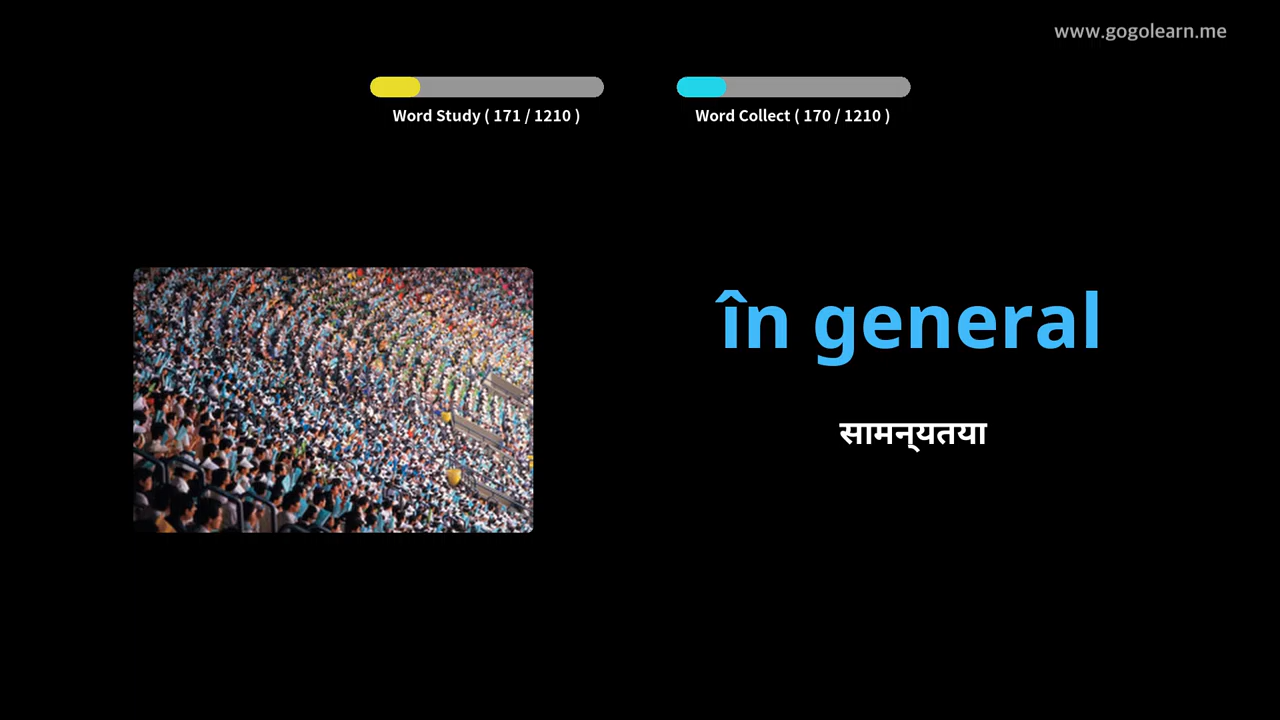 www.gogolearn.me
Word Study ( 171 / 1210 )
Word Collect ( 170 / 1210 )
în general
सामन्‌यतया